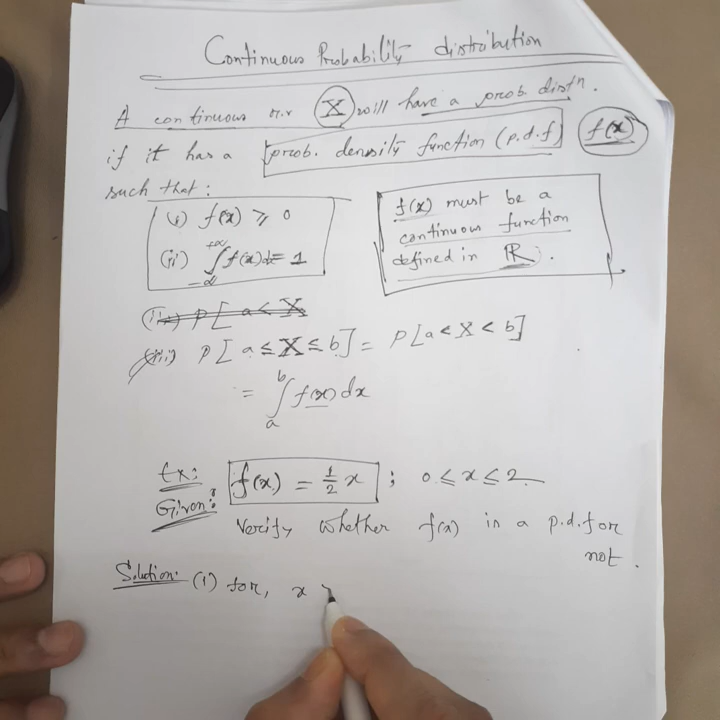 Continuous Probability distribution
A continuous r.v X will have a prob. distn.
if it has a prob. density function (p.d.f) f(x)
such that:
(i) f(x) ≥ 0
(ii) ∫_{-∞}^{+∞} f(x)dx = 1
f(x) must be a
continuous function
defined in ℝ.
(iii) P[a < X
(iii) P[a ≤ X ≤ b] = P[a < X < b]
= ∫_a^b f(x) dx
Ex: f(x) = 1/2 x ; 0 ≤ x ≤ 2
Given:
Verify whether f(x) is a p.d.f or
not.
Solution: (i) for, x